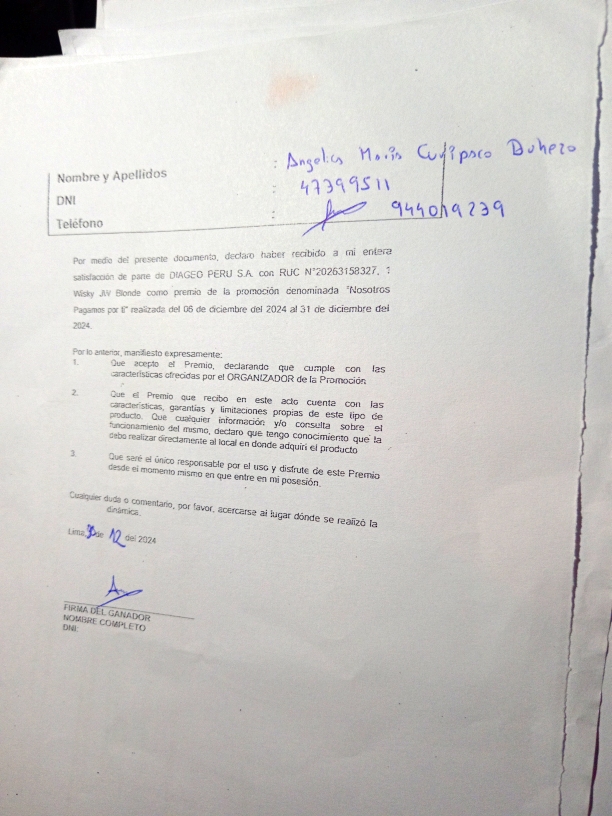 Nombre y Apellidos : Angelica Maria Cusipaco
DNI : 47399511
Teléfono : 944019239
Por medio del presente documento, declaro haber recibido a mi entera
satisfacción de parte de DIAGEO PERU S.A. con RUC N°20263158327, 1
Wisky JW Blonde como premio de la promoción denominada "Nosotros
Pagamos por ti" realizada del 06 de diciembre del 2024 al 31 de diciembre del
2024.
Por lo anterior, manifiesto expresamente:
1. Que acepto el Premio, declarando que cumple con las
características ofrecidas por el ORGANIZADOR de la Promoción
2. Que el Premio que recibo en este acto cuenta con las
características, garantías y limitaciones propias de este tipo de
producto. Que cualquier información y/o consulta sobre el
funcionamiento del mismo, declaro que tengo conocimiento que la
debo realizar directamente al local en donde adquirí el producto
3. Que seré el único responsable por el uso y disfrute de este Premio
desde el momento mismo en que entre en mi posesión.
Cualquier duda o comentario, por favor, acercarse al lugar dónde se realizó la
dinámica.
Lima, de 12 del 2024
FIRMA DEL GANADOR
NOMBRE COMPLETO
DNI: